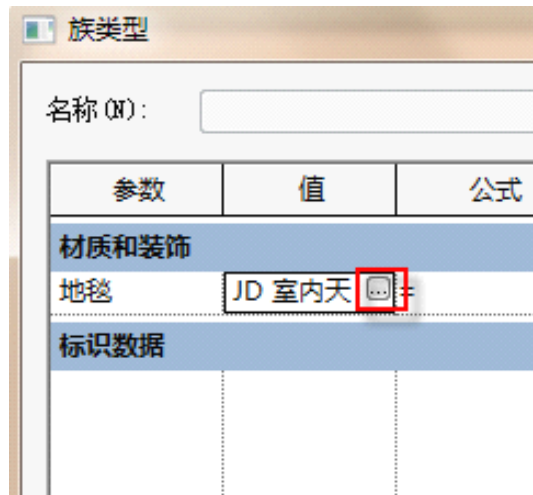 族类型
名称(N):
参数 值 公式
材质和装饰
地毯 JD 室内天 ... =
标识数据